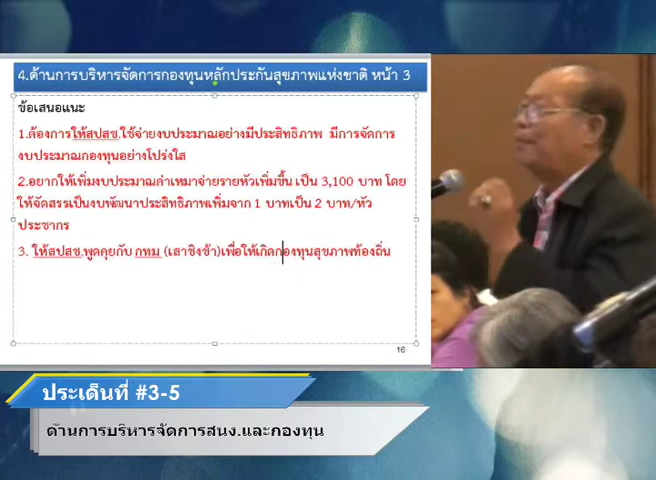 4.ด้านการบริหารจัดการกองทุนหลักประกันสุขภาพแห่งชาติ หน้า 3
ข้อเสนอแนะ
1.ต้องการให้สปสช.ใช้จ่ายงบประมาณอย่างมีประสิทธิภาพ มีการจัดการ
งบประมาณกองทุนอย่างโปร่งใส
2.อยากให้เพิ่มงบประมาณค่าเหมาจ่ายรายหัวเพิ่มขึ้น เป็น 3,100 บาท โดย
ให้จัดสรรเป็นงบพัฒนาประสิทธิภาพเพิ่มจาก 1 บาทเป็น 2 บาท/หัว
ประชากร
3. ให้สปสช.พูดคุยกับ กทม (เสาชิงช้า)เพื่อให้เกิดกองทุนสุขภาพท้องถิ่น
16
ประเด็นที่ #3-5
ด้านการบริหารจัดการสนง.และกองทุน